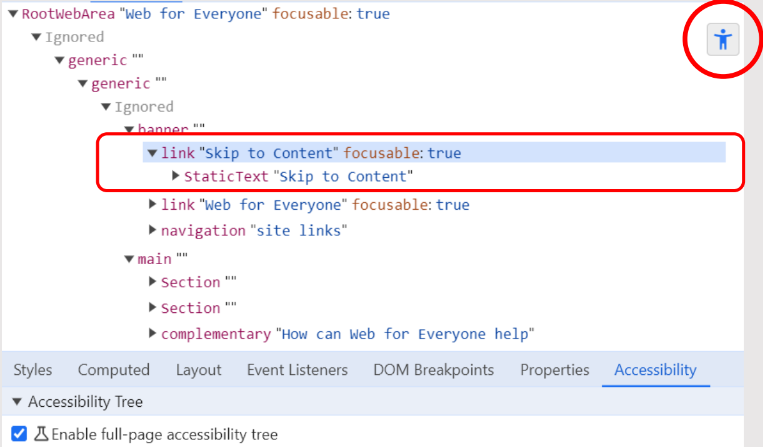 ▼RootWebArea "Web for Everyone" focusable: true
▼Ignored
▼generic ""
▼generic ""
▼Ignored
▼banner ""
▼link "Skip to Content" focusable: true
▶StaticText "Skip to Content"
▶link "Web for Everyone" focusable: true
▶navigation "site links"
▼main ""
▶Section ""
▶Section ""
▶complementary "How can Web for Everyone help"
Styles Computed Layout Event Listeners DOM Breakpoints Properties Accessibility
▼ Accessibility Tree
Enable full-page accessibility tree